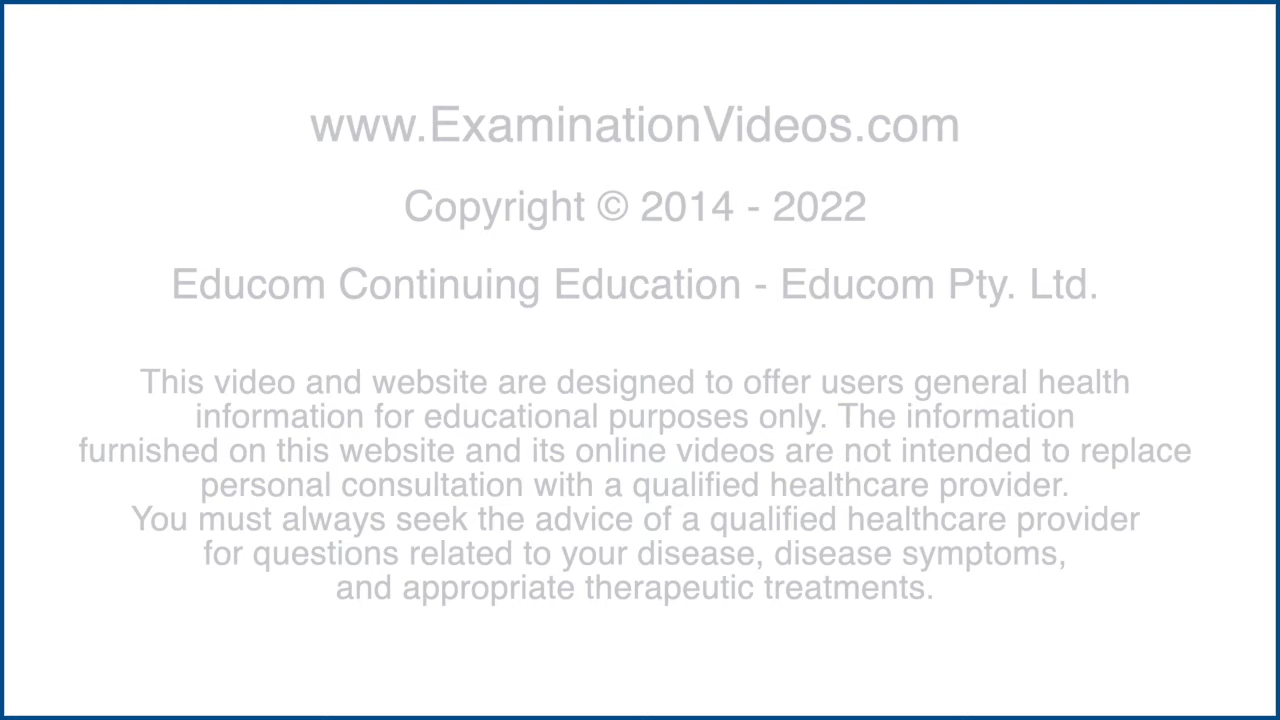 www.ExaminationVideos.com
Copyright © 2014 - 2022
Educom Continuing Education - Educom Pty. Ltd.
This video and website are designed to offer users general health
information for educational purposes only. The information
furnished on this website and its online videos are not intended to replace
personal consultation with a qualified healthcare provider.
You must always seek the advice of a qualified healthcare provider
for questions related to your disease, disease symptoms,
and appropriate therapeutic treatments.